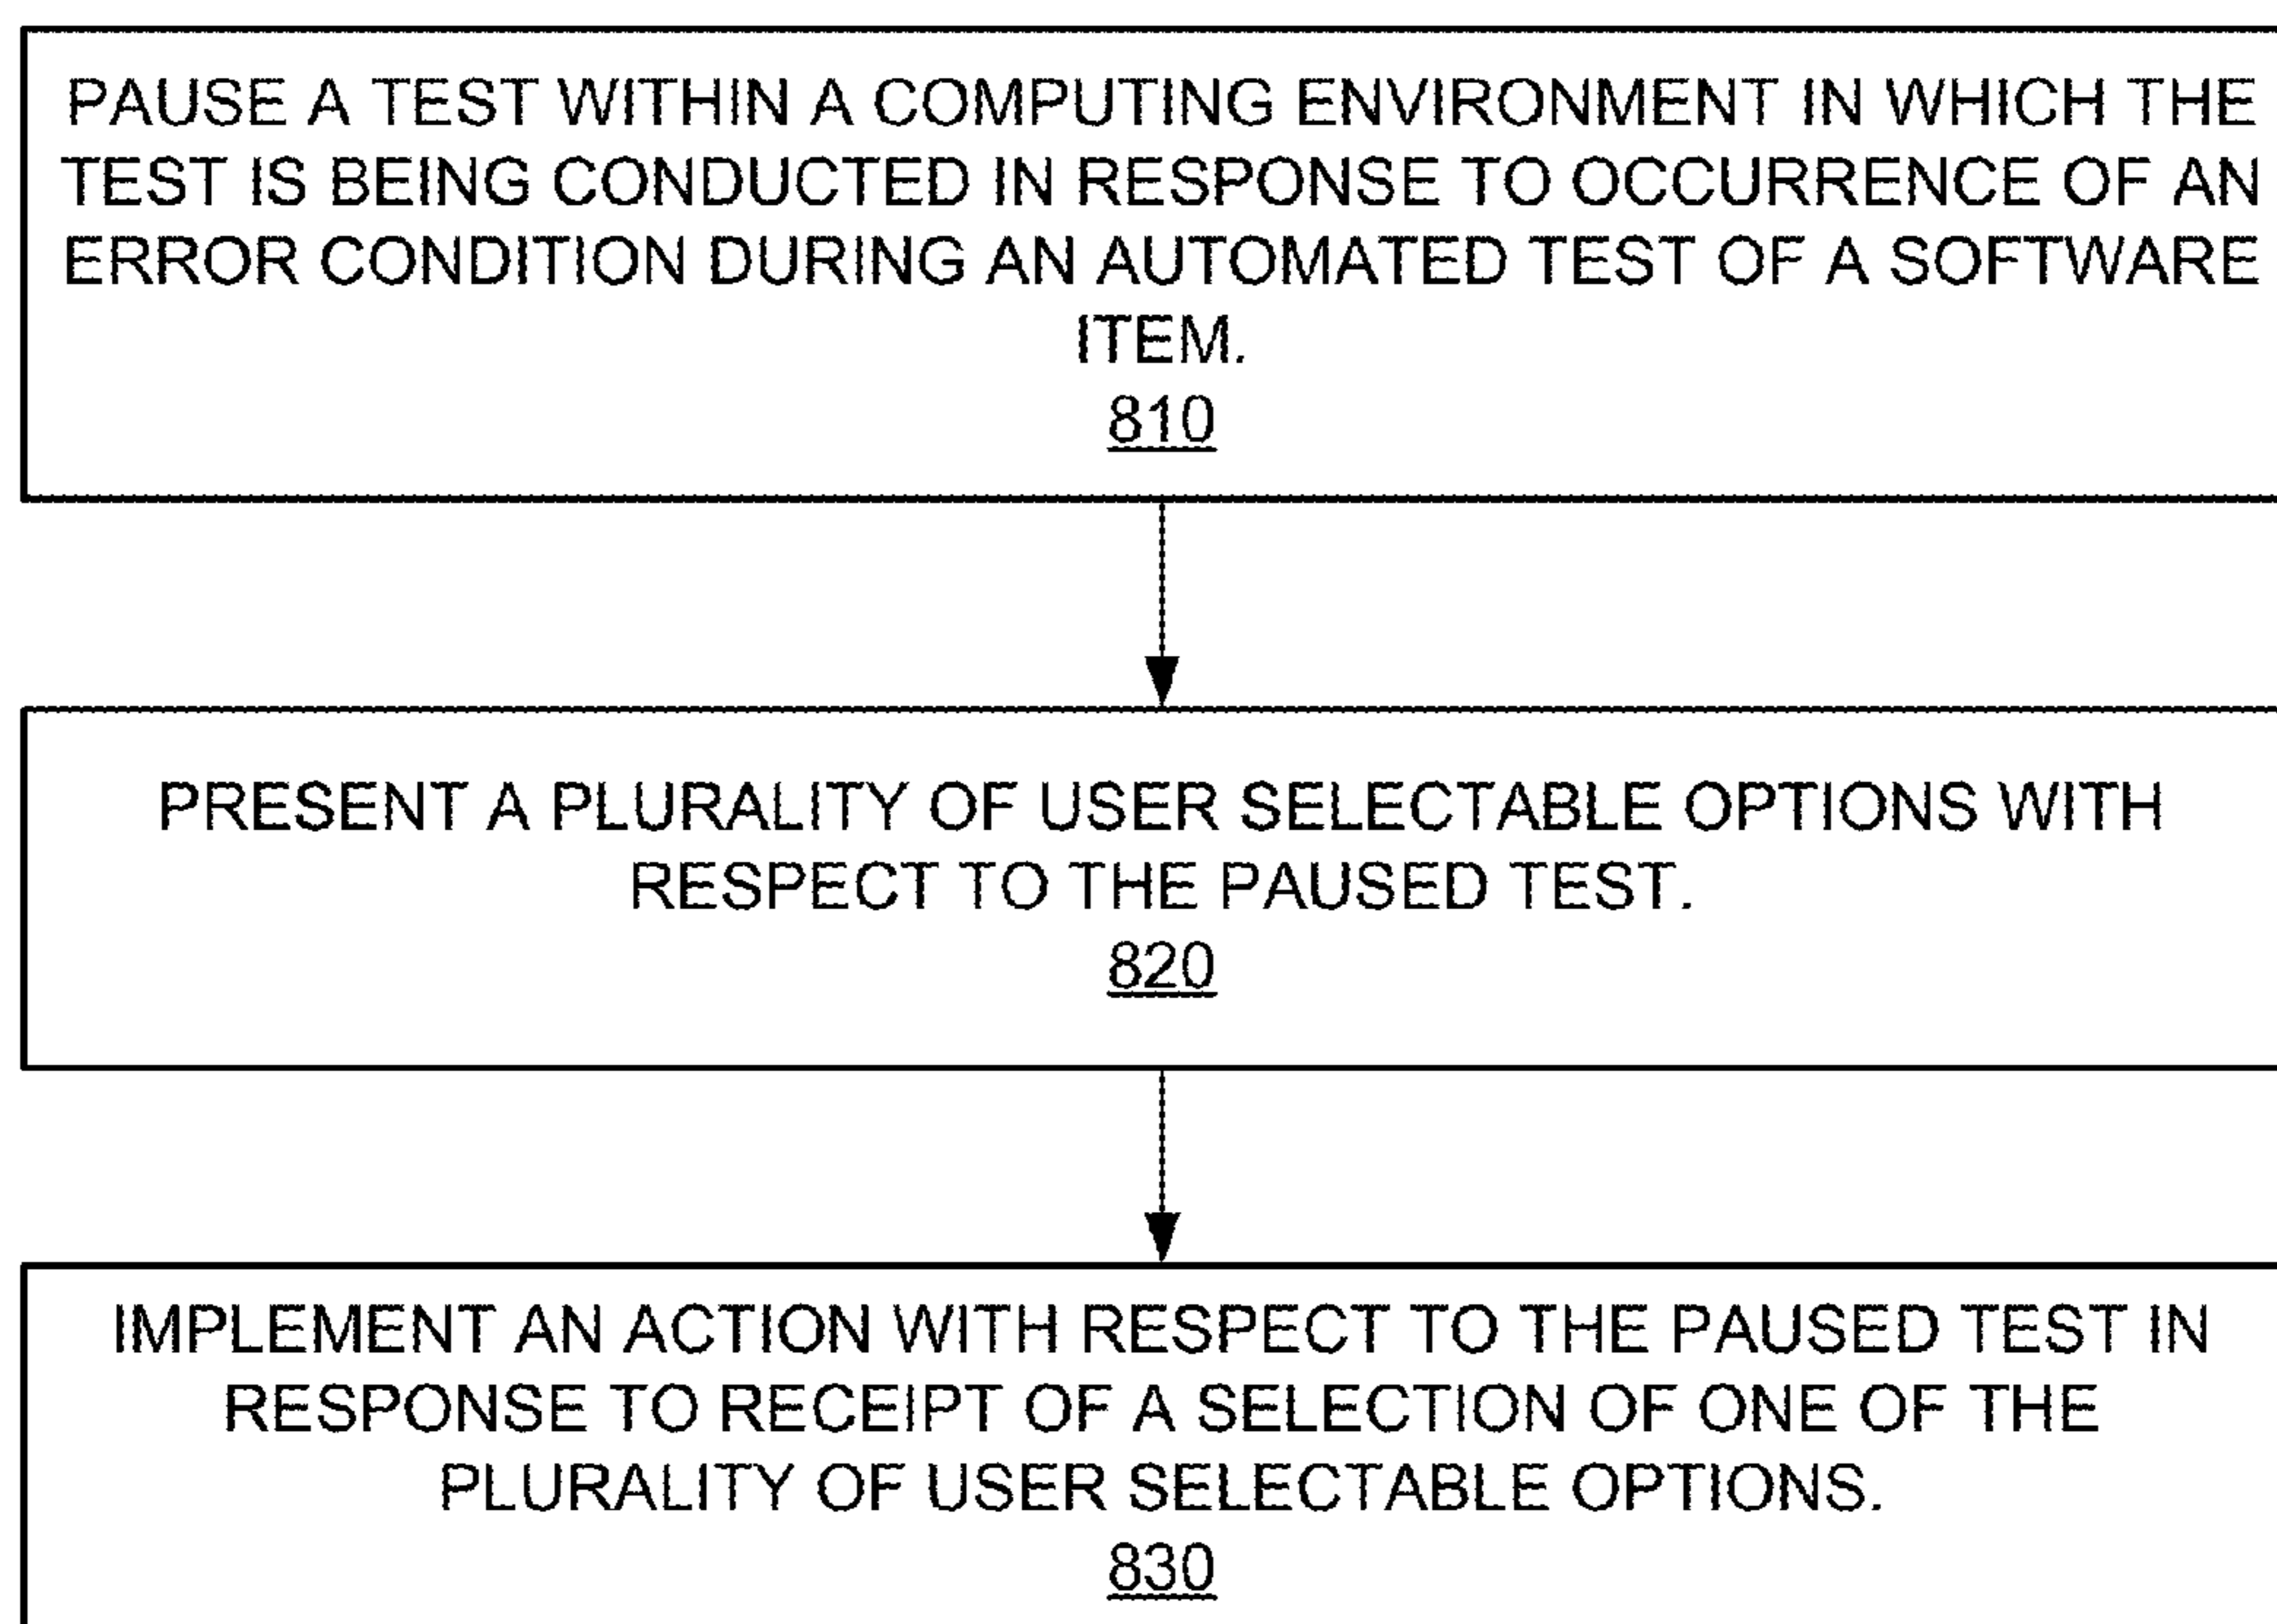 PAUSE A TEST WITHIN A COMPUTING ENVIRONMENT IN WHICH THE
TEST IS BEING CONDUCTED IN RESPONSE TO OCCURRENCE OF AN
ERROR CONDITION DURING AN AUTOMATED TEST OF A SOFTWARE
ITEM.
810
PRESENT A PLURALITY OF USER SELECTABLE OPTIONS WITH
RESPECT TO THE PAUSED TEST.
820
IMPLEMENT AN ACTION WITH RESPECT TO THE PAUSED TEST IN
RESPONSE TO RECEIPT OF A SELECTION OF ONE OF THE
PLURALITY OF USER SELECTABLE OPTIONS.
830